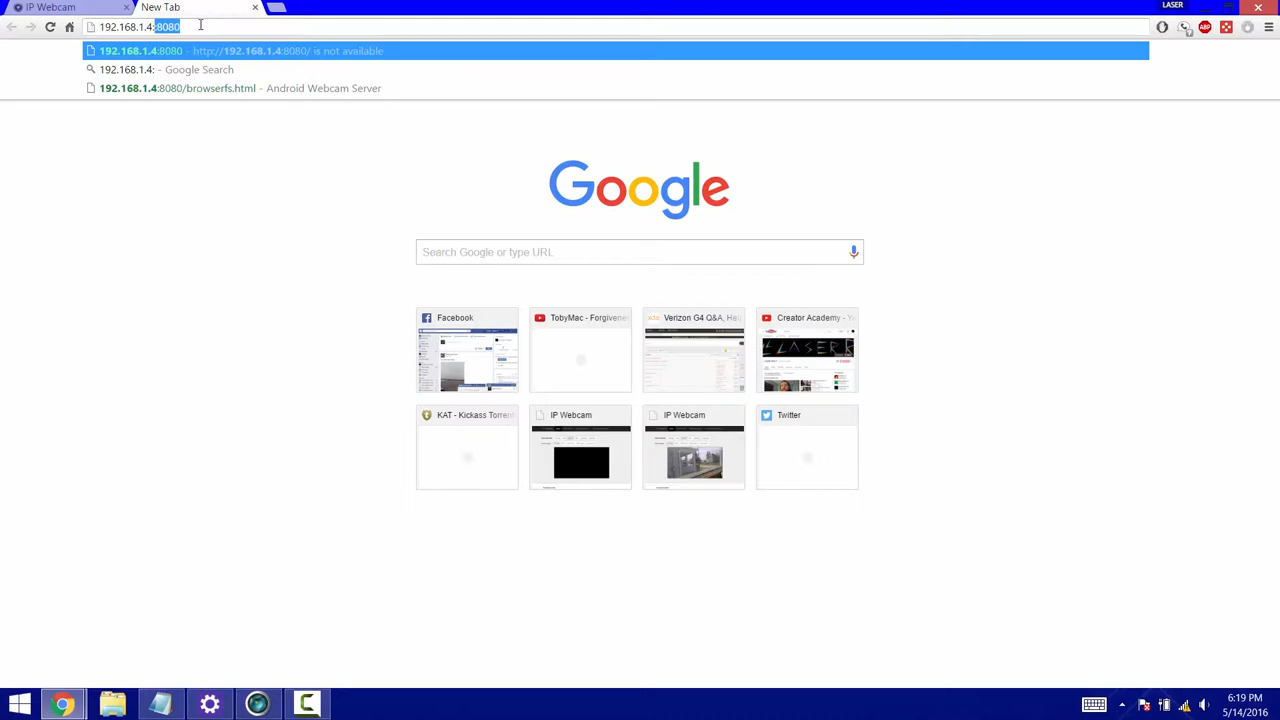 IP Webcam
New Tab
LASER
192.168.1.4:8080
192.168.1.4:8080 - http://192.168.1.4:8080/ is not available
192.168.1.4: - Google Search
192.168.1.4:8080/browserfs.html - Android Webcam Server
Google
Search Google or type URL
Facebook
TobyMac - Forgivene
Verizon G4 Q&A, Hel
Creator Academy - Y
KAT - Kickass Torren
IP Webcam
IP Webcam
Twitter
6:19 PM
5/14/2016